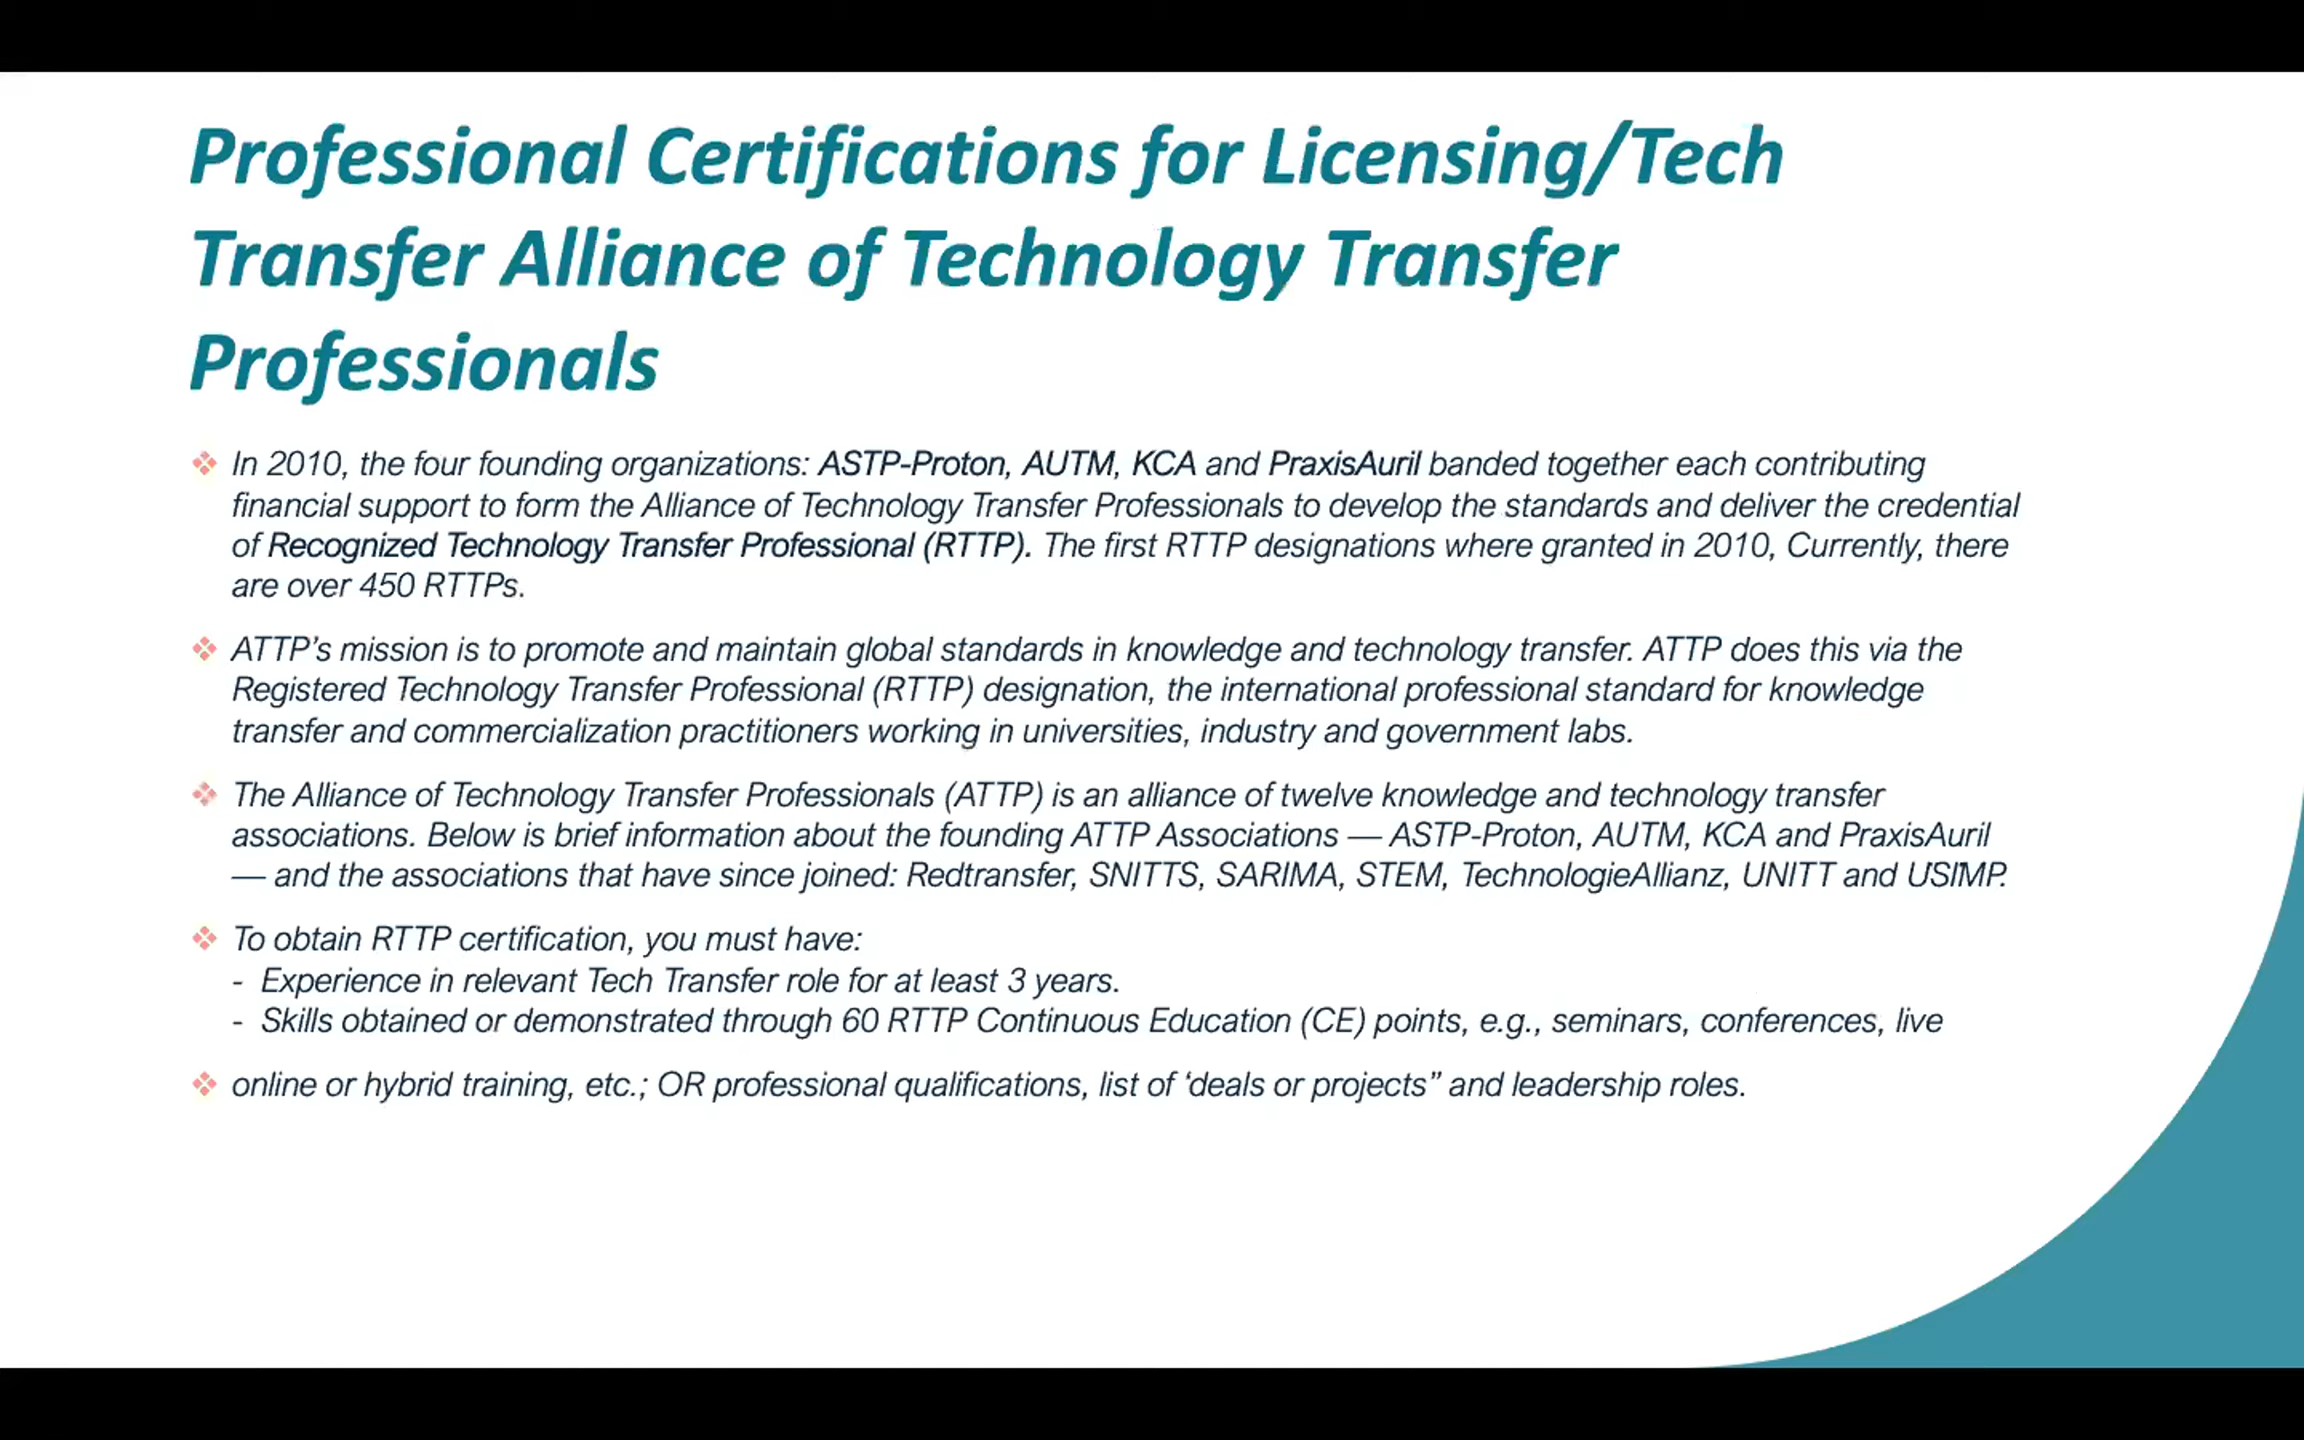 Professional Certifications for Licensing/Tech
Transfer Alliance of Technology Transfer
Professionals
❖ In 2010, the four founding organizations: ASTP-Proton, AUTM, KCA and PraxisAuril banded together each contributing
financial support to form the Alliance of Technology Transfer Professionals to develop the standards and deliver the credential
of Recognized Technology Transfer Professional (RTTP). The first RTTP designations where granted in 2010, Currently, there
are over 450 RTTPs.
❖ ATTP’s mission is to promote and maintain global standards in knowledge and technology transfer. ATTP does this via the
Registered Technology Transfer Professional (RTTP) designation, the international professional standard for knowledge
transfer and commercialization practitioners working in universities, industry and government labs.
❖ The Alliance of Technology Transfer Professionals (ATTP) is an alliance of twelve knowledge and technology transfer
associations. Below is brief information about the founding ATTP Associations — ASTP-Proton, AUTM, KCA and PraxisAuril
— and the associations that have since joined: Redtransfer, SNITTS, SARIMA, STEM, TechnologieAllianz, UNITT and USIMP.
❖ To obtain RTTP certification, you must have:
- Experience in relevant Tech Transfer role for at least 3 years.
- Skills obtained or demonstrated through 60 RTTP Continuous Education (CE) points, e.g., seminars, conferences, live
❖ online or hybrid training, etc.; OR professional qualifications, list of ‘deals or projects” and leadership roles.